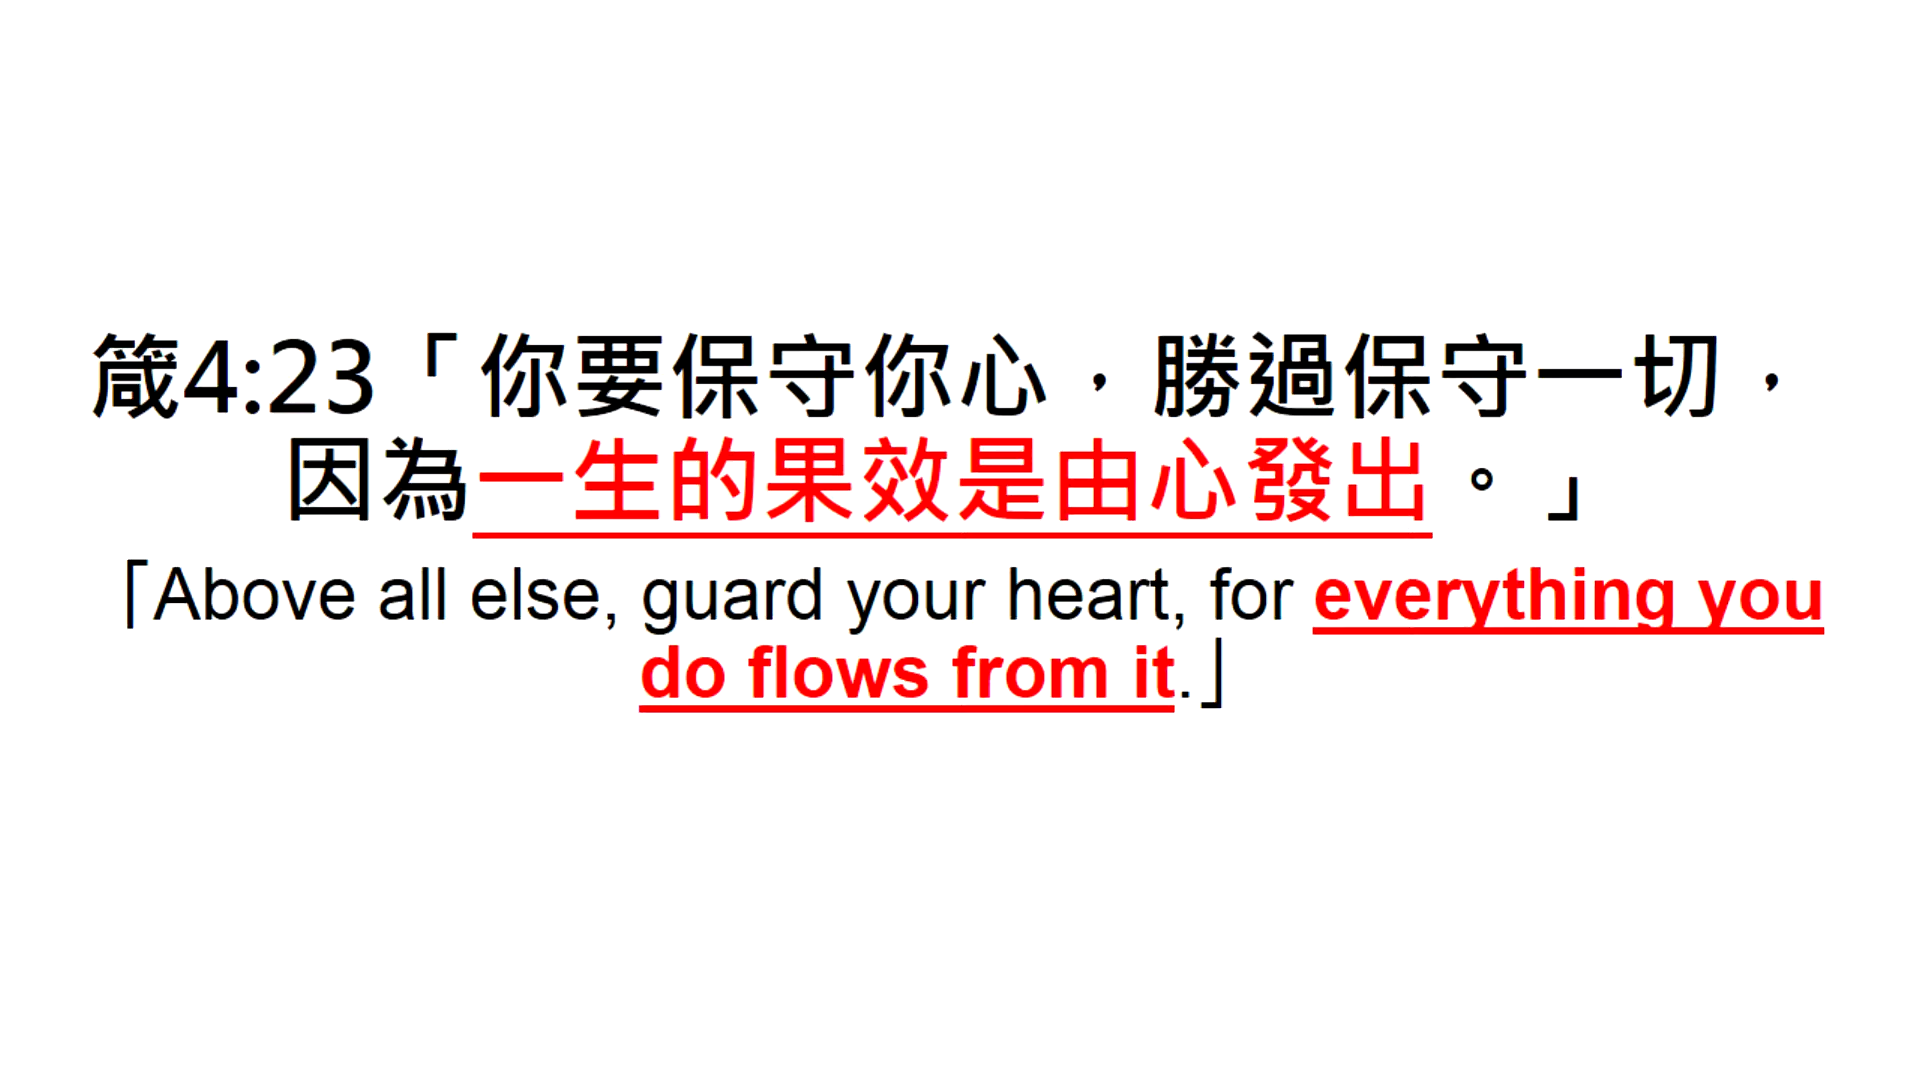 箴4:23「你要保守你心，勝過保守一切，
因為一生的果效是由心發出。」
「Above all else, guard your heart, for everything you
do flows from it.」